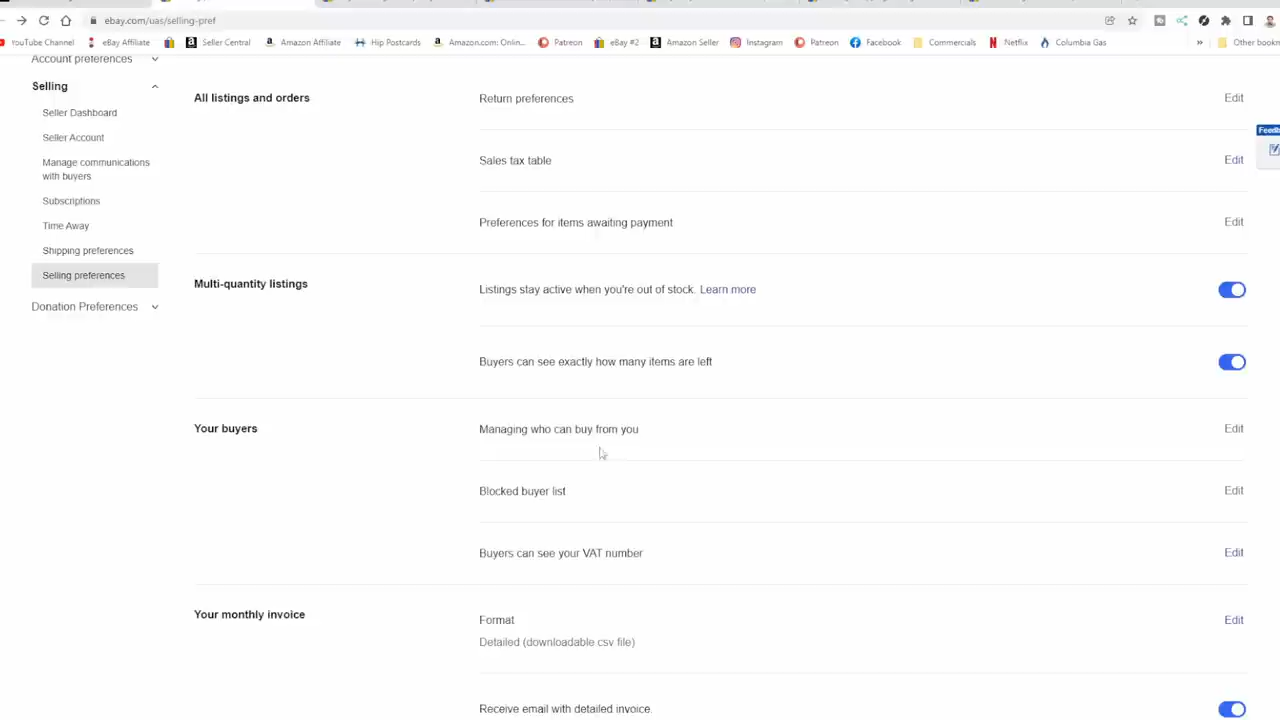 ebay.com/uas/selling-pref
YouTube Channel eBay Affiliate Seller Central Amazon Affiliate Hip Postcards Amazon.com: Onlin... Patreon eBay #2 Amazon Seller Instagram Patreon Facebook Commercials Netflix Columbia Gas » Other bookm
Account preferences
Selling
Seller Dashboard
Seller Account
Manage communications
with buyers
Subscriptions
Time Away
Shipping preferences
Selling preferences
Donation Preferences
All listings and orders
Return preferences Edit
Sales tax table Edit
Preferences for items awaiting payment Edit
Multi-quantity listings
Listings stay active when you're out of stock. Learn more
Buyers can see exactly how many items are left
Your buyers
Managing who can buy from you Edit
Blocked buyer list Edit
Buyers can see your VAT number Edit
Your monthly invoice
Format Edit
Detailed (downloadable csv file)
Receive email with detailed invoice.
Feedb